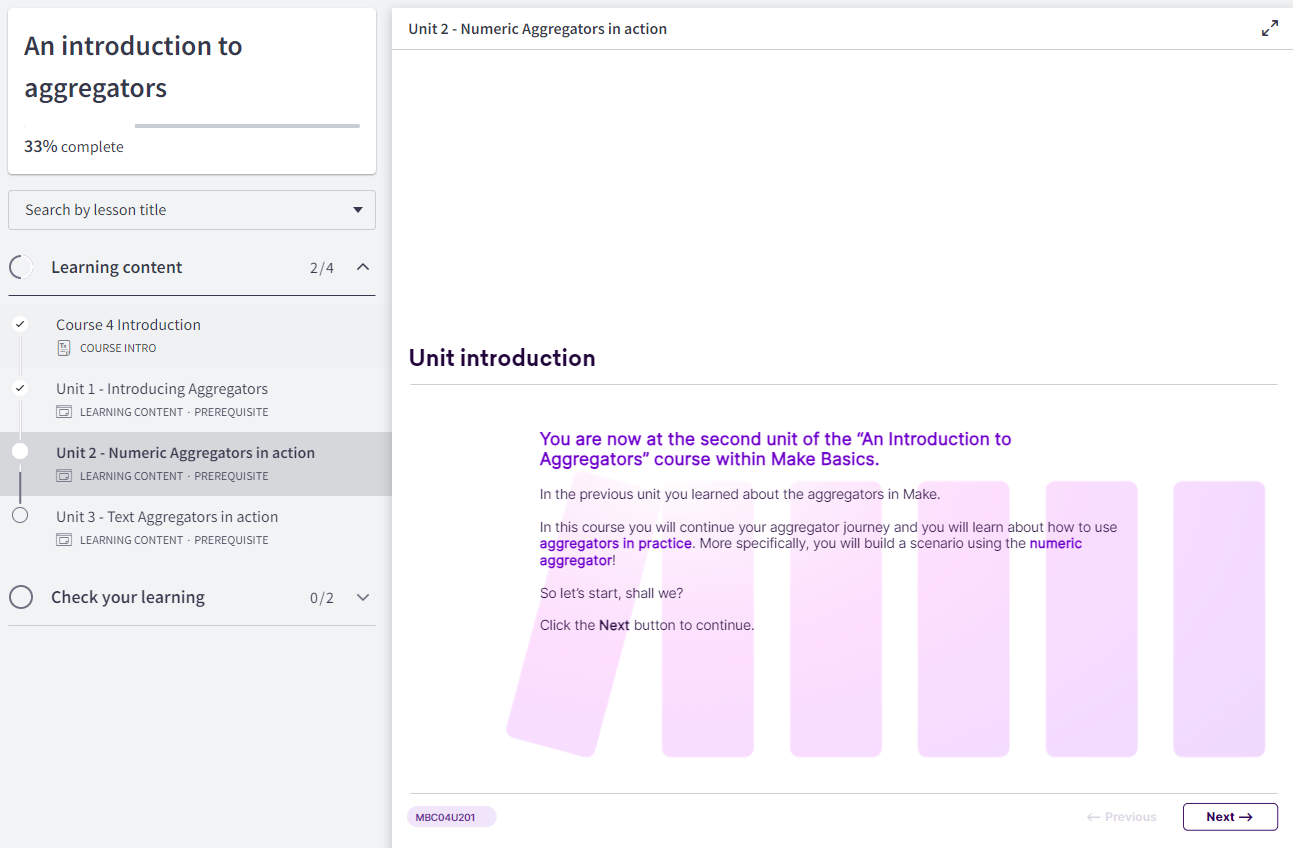 An introduction to
aggregators
33% complete
Search by lesson title
Learning content 2/4
Course 4 Introduction
COURSE INTRO
Unit 1 - Introducing Aggregators
LEARNING CONTENT · PREREQUISITE
Unit 2 - Numeric Aggregators in action
LEARNING CONTENT · PREREQUISITE
Unit 3 - Text Aggregators in action
LEARNING CONTENT · PREREQUISITE
Check your learning 0/2
Unit 2 - Numeric Aggregators in action
Unit introduction
You are now at the second unit of the “An Introduction to
Aggregators” course within Make Basics.
In the previous unit you learned about the aggregators in Make.
In this course you will continue your aggregator journey and you will learn about how to use
aggregators in practice. More specifically, you will build a scenario using the numeric
aggregator!
So let’s start, shall we?
Click the Next button to continue.
MBC04U201
← Previous
Next →